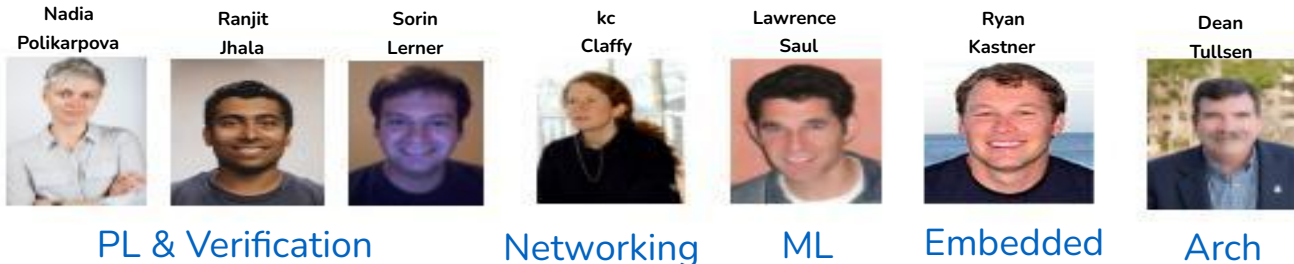 Nadia
Polikarpova
Ranjit
Jhala
Sorin
Lerner
kc
Claffy
Lawrence
Saul
Ryan
Kastner
Dean
Tullsen
PL & Verification
Networking
ML
Embedded
Arch